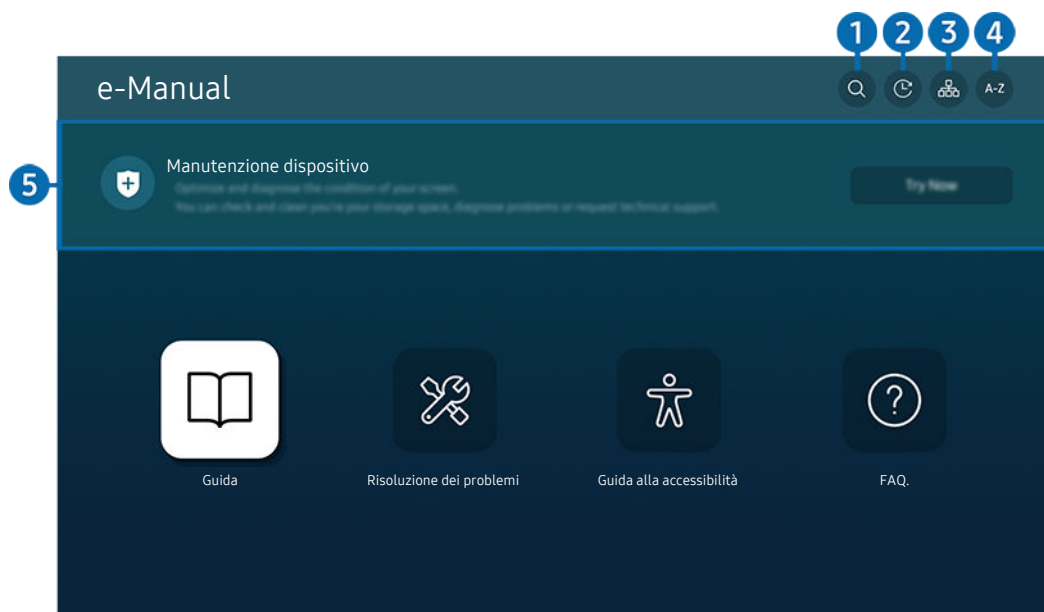 1 2 3 4
e-Manual
A-Z
5
Manutenzione dispositivo
Optimize and diagnose the condition of your screen.
You can check and clean you're your storage space, diagnose problems or request technical support.
Try Now
Guida
Risoluzione dei problemi
Guida alla accessibilità
FAQ.